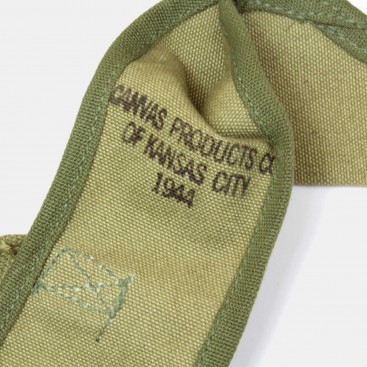 CANVAS PRODUCTS CO
OF KANSAS CITY
1944